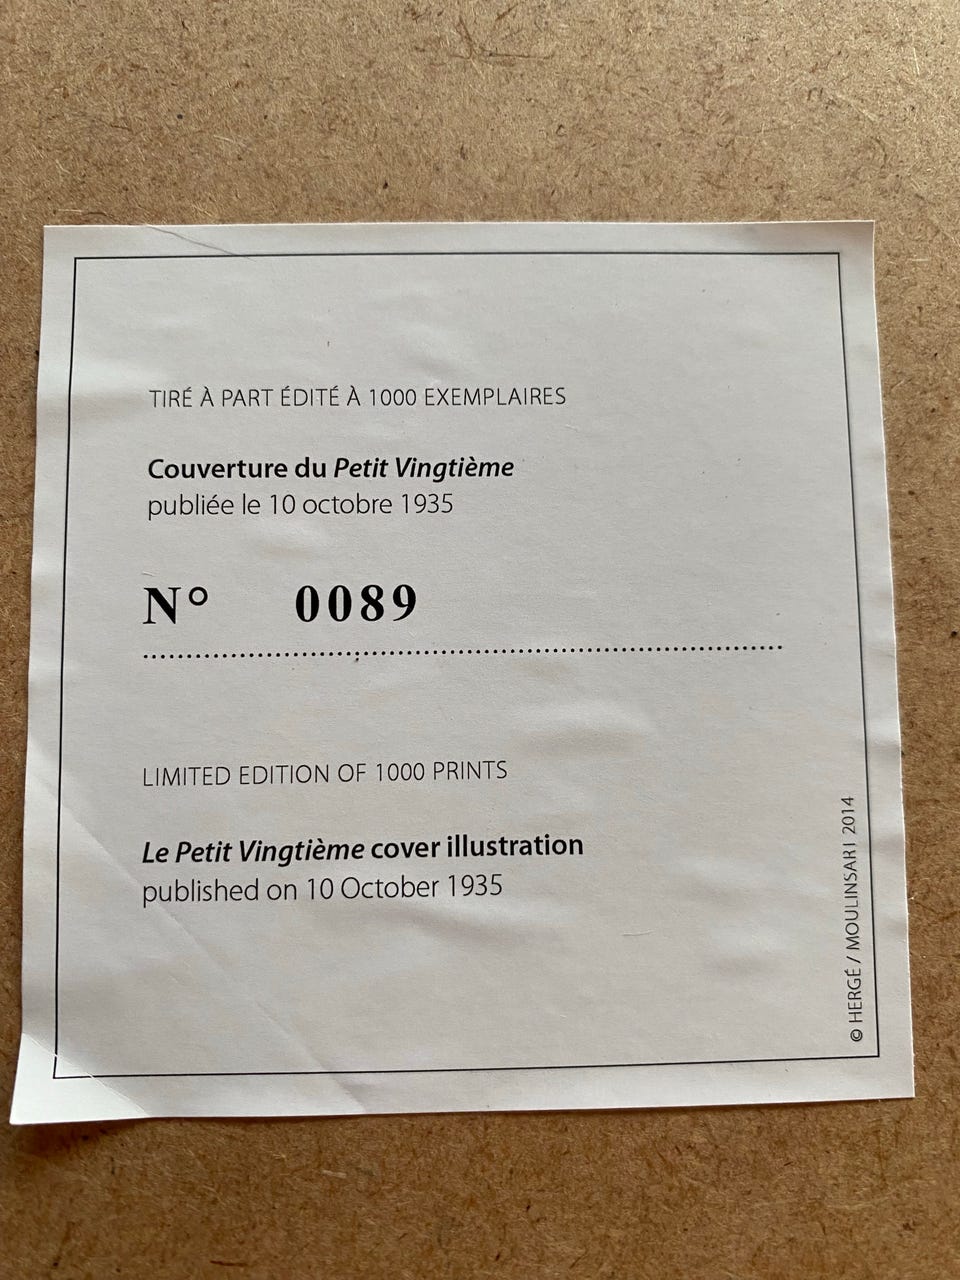 TIRÉ À PART ÉDITÉ À 1000 EXEMPLAIRES
Couverture du Petit Vingtième
publiée le 10 octobre 1935
N° 0089
LIMITED EDITION OF 1000 PRINTS
Le Petit Vingtième cover illustration
published on 10 October 1935
© HERGÉ / MOULINSART 2014